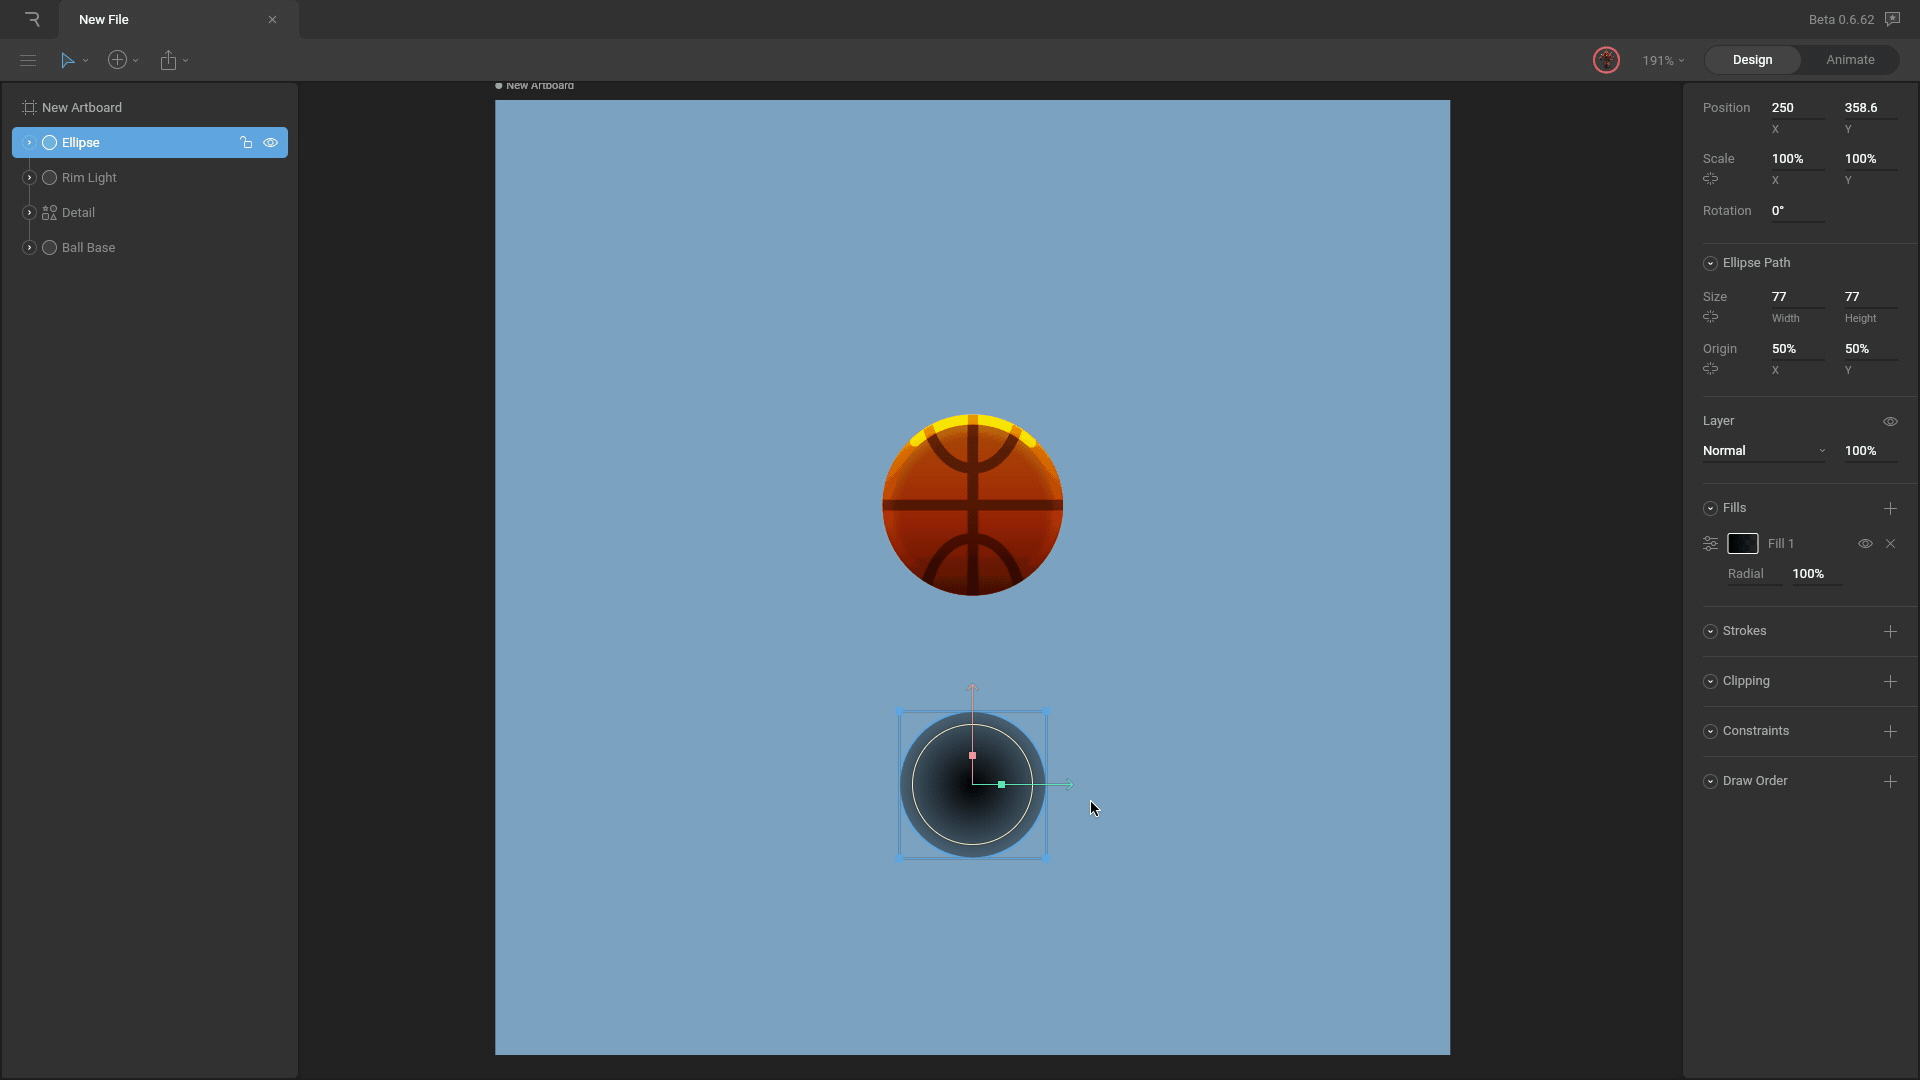 New File
Beta 0.6.62
191%
Design
Animate
New Artboard
Ellipse
Rim Light
Detail
Ball Base
New Artboard
Position 250 358.6
X Y
Scale 100% 100%
X Y
Rotation 0°
Ellipse Path
Size 77 77
Width Height
Origin 50% 50%
X Y
Layer
Normal 100%
Fills
Fill 1
Radial 100%
Strokes
Clipping
Constraints
Draw Order